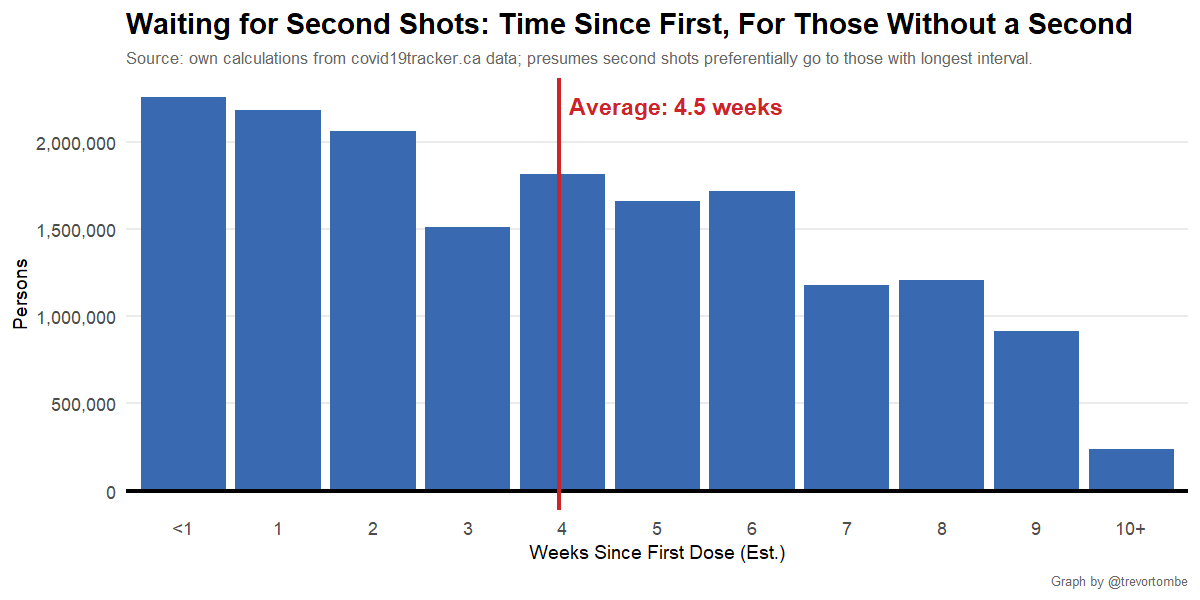 Waiting for Second Shots: Time Since First, For Those Without a Second
Source: own calculations from covid19tracker.ca data; presumes second shots preferentially go to those with longest interval.
Average: 4.5 weeks
Persons
2,000,000
1,500,000
1,000,000
500,000
0
<1 1 2 3 4 5 6 7 8 9 10+
Weeks Since First Dose (Est.)
Graph by @trevortombe